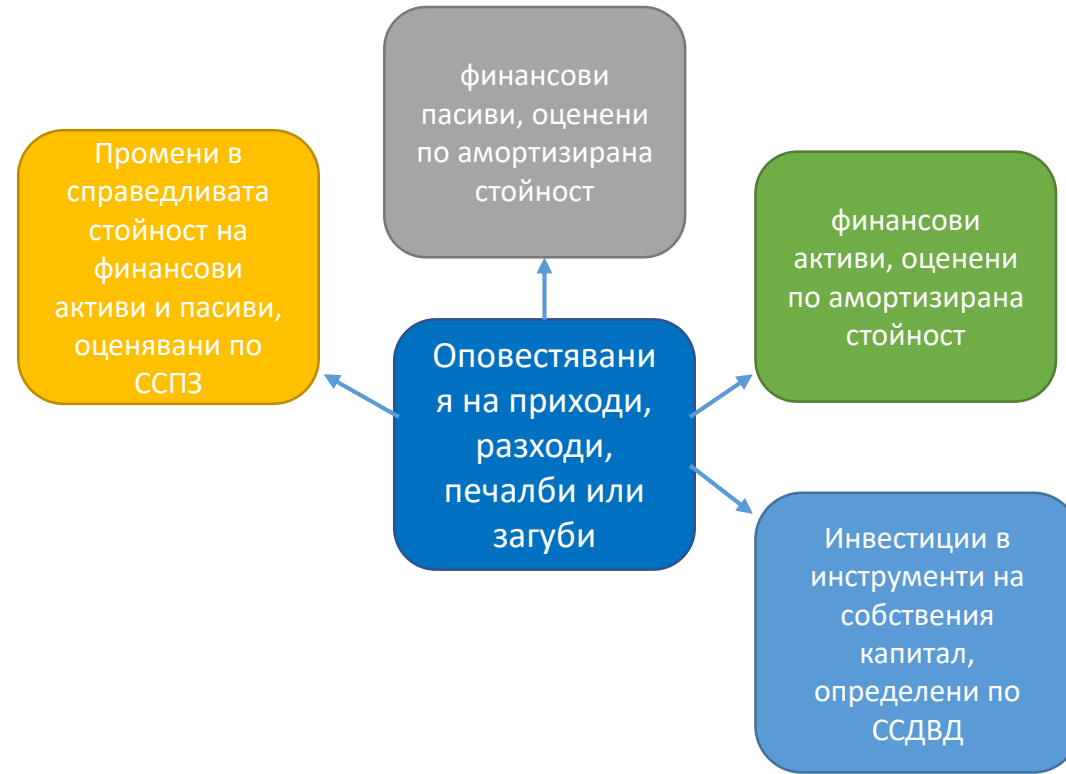 финансови
пасиви, оценени
по амортизирана
стойност
Промени в
справедливата
стойност на
финансови
активи и пасиви,
оценявани по
ССПЗ
финансови
активи, оценени
по амортизирана
стойност
Оповестявани
я на приходи,
разходи,
печалби или
загуби
Инвестиции в
инструменти на
собствения
капитал,
определени по
ССДВД